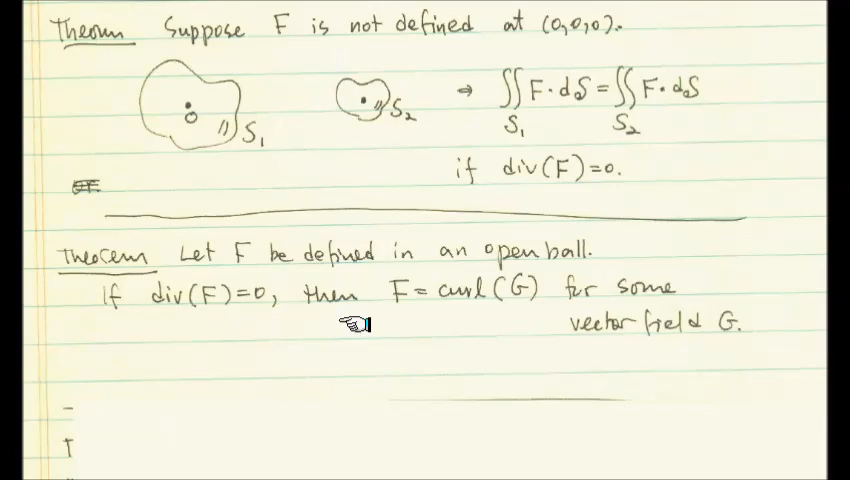 Theorem Suppose F is not defined at (0,0,0).
O S1 S2 ⇒ ∬S1 F·dS = ∬S2 F·dS
if div(F)=0.
Theorem Let F be defined in an open ball.
If div(F)=0, then F = curl(G) for some
vector field G.